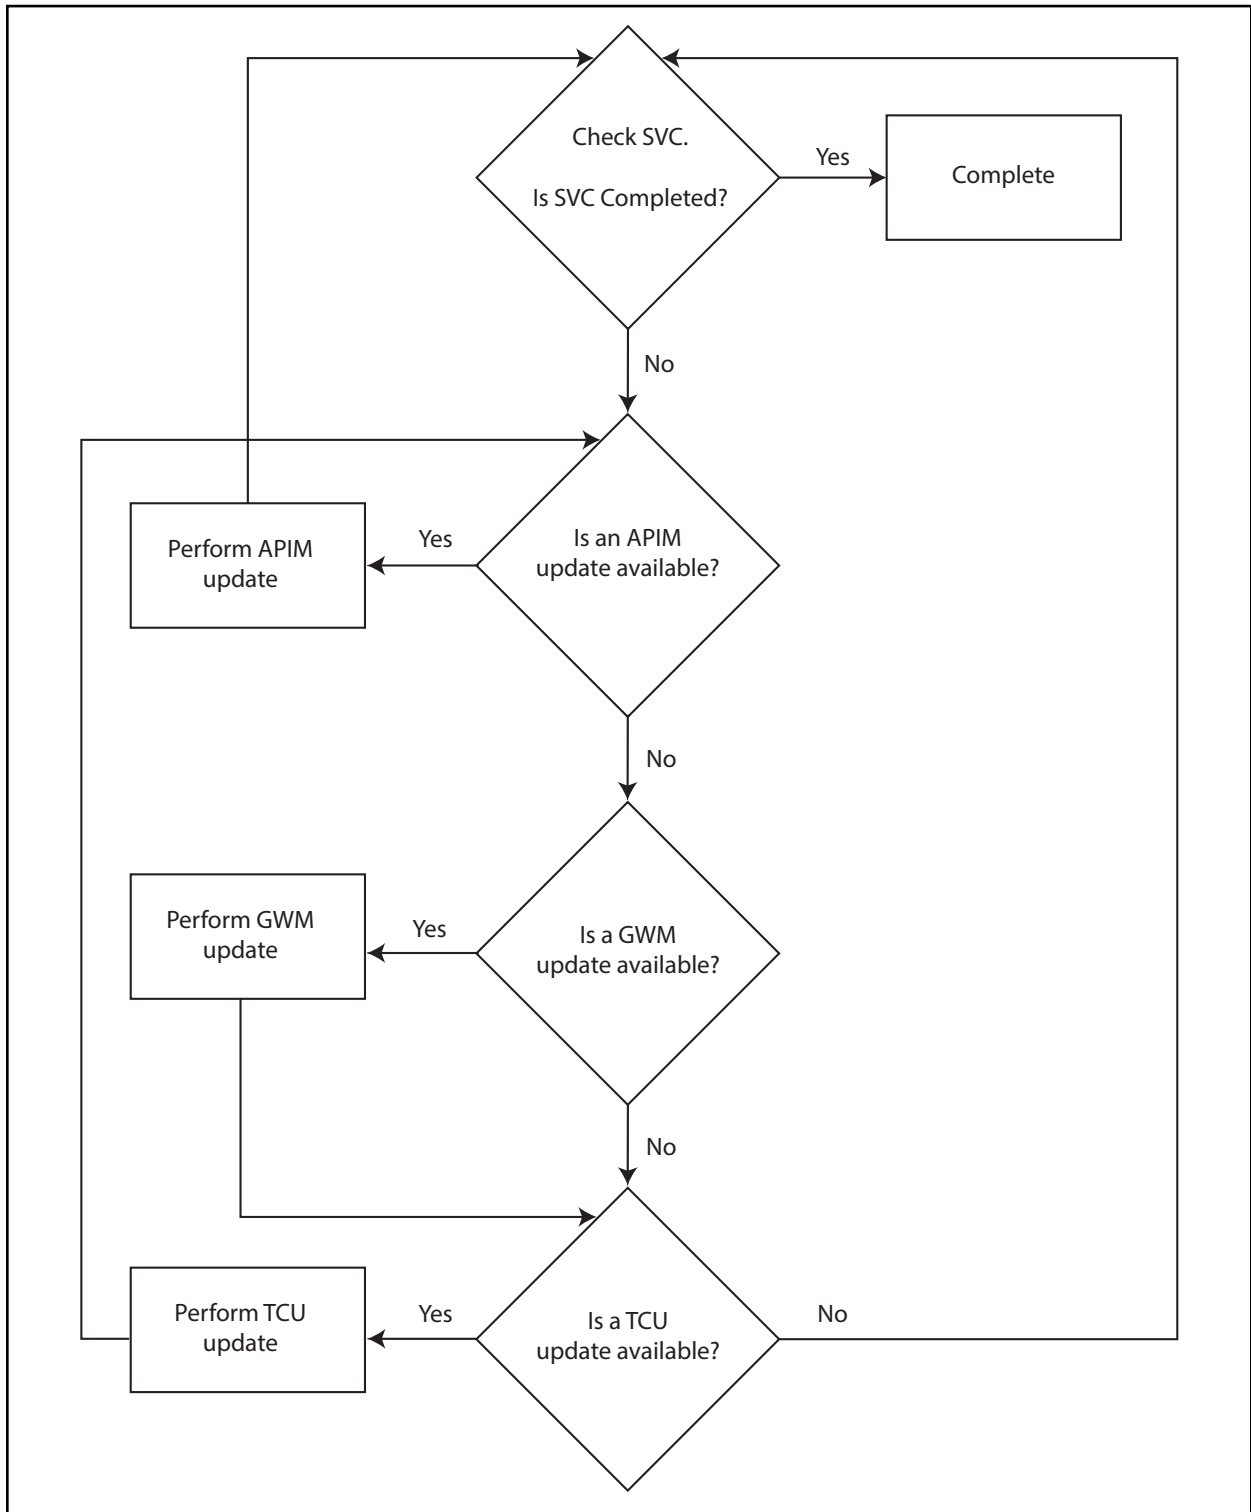 Check SVC.
Is SVC Completed?
Yes
Complete
No
Perform APIM
update
Yes
Is an APIM
update available?
No
Perform GWM
update
Yes
Is a GWM
update available?
No
Perform TCU
update
Yes
Is a TCU
update available?
No